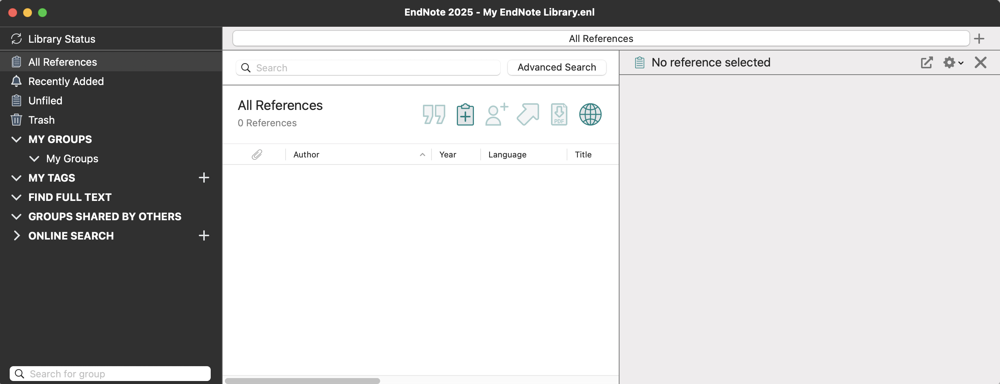 EndNote 2025 - My EndNote Library.enl
Library Status
All References
Recently Added
Unfiled
Trash
MY GROUPS
My Groups
MY TAGS
FIND FULL TEXT
GROUPS SHARED BY OTHERS
ONLINE SEARCH
Search for group
All References
Search
Advanced Search
All References
0 References
PDF
Author Year Language Title
No reference selected